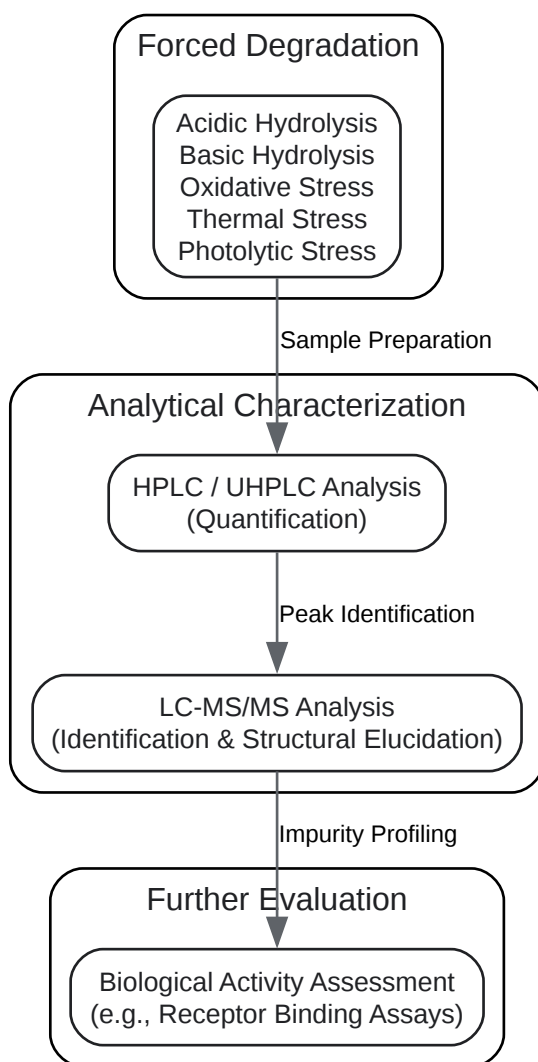 Forced Degradation
Acidic Hydrolysis
Basic Hydrolysis
Oxidative Stress
Thermal Stress
Photolytic Stress
Sample Preparation
Analytical Characterization
HPLC / UHPLC Analysis
(Quantification)
Peak Identification
LC-MS/MS Analysis
(Identification & Structural Elucidation)
Impurity Profiling
Further Evaluation
Biological Activity Assessment
(e.g., Receptor Binding Assays)